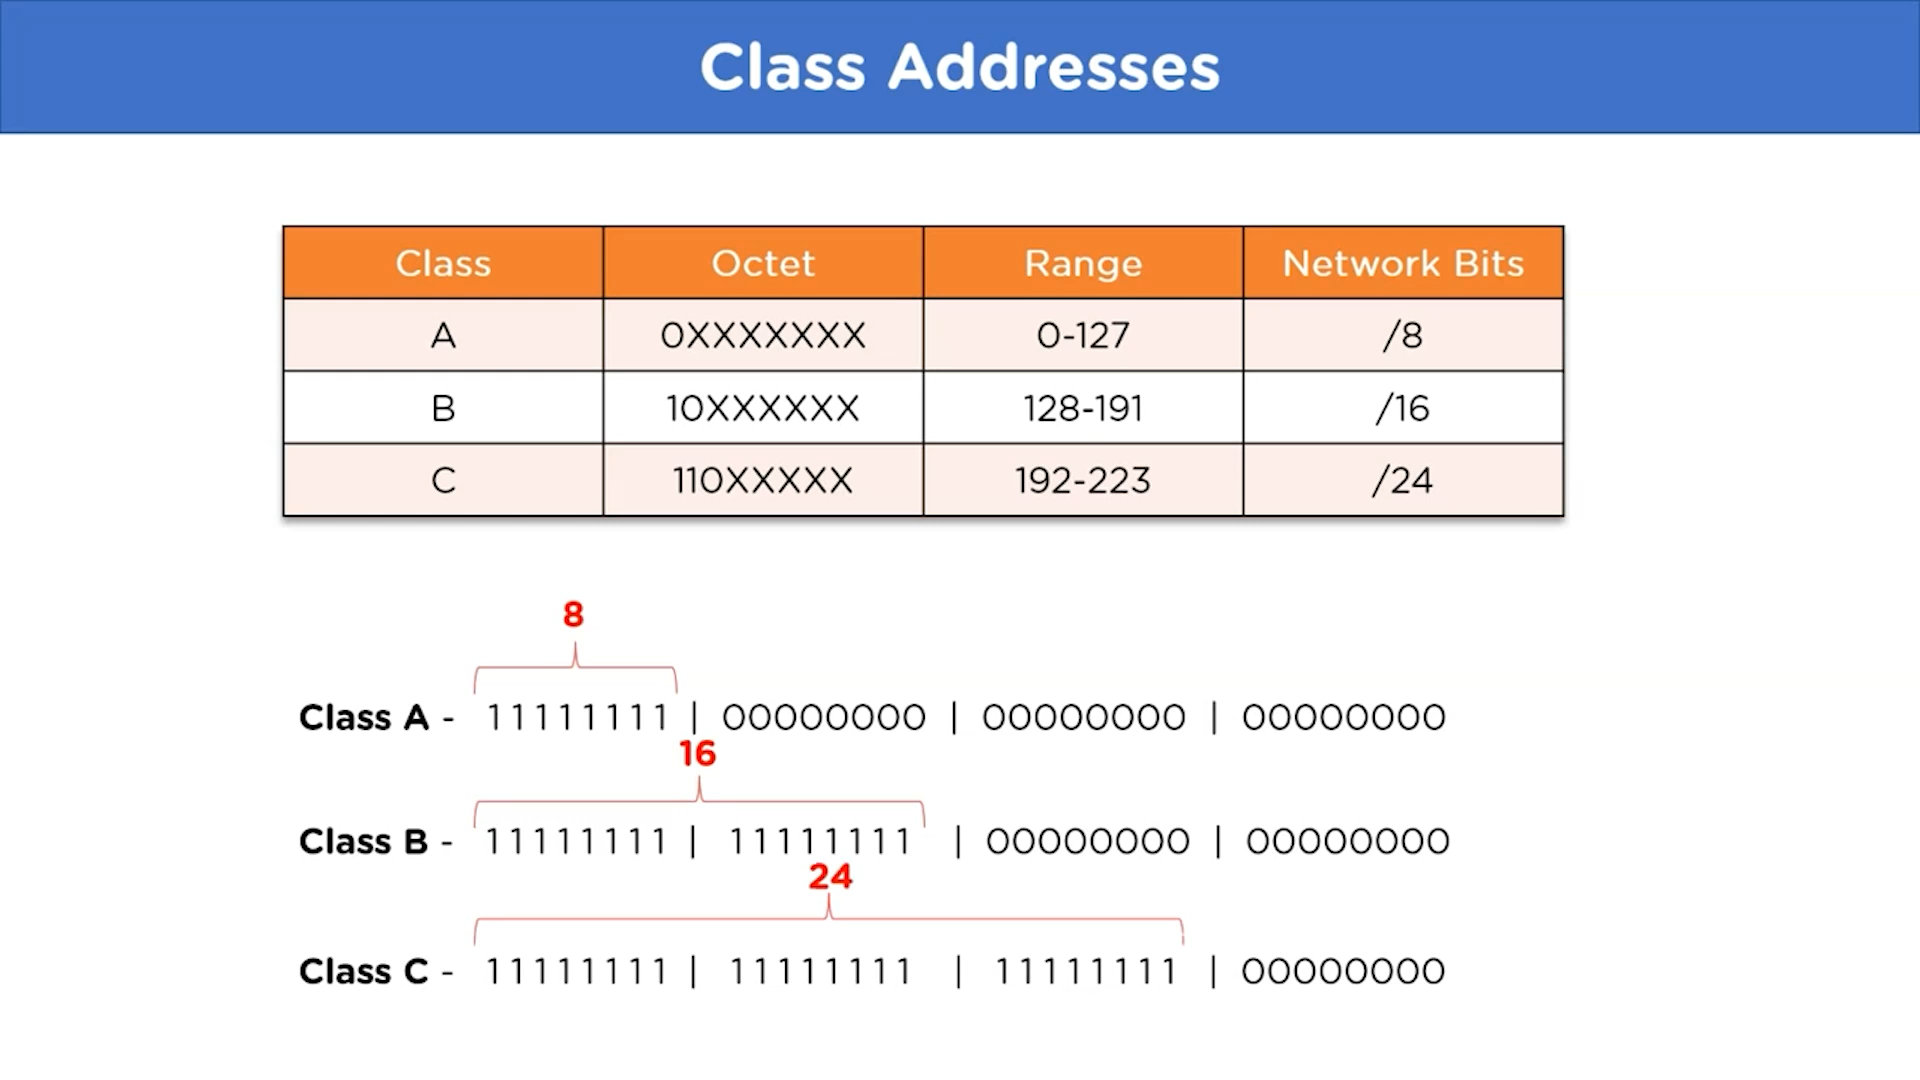 Class Addresses
Class Octet Range Network Bits
A 0XXXXXXX 0-127 /8
B 10XXXXXX 128-191 /16
C 110XXXXX 192-223 /24
8
Class A - 11111111 | 00000000 | 00000000 | 00000000
16
Class B - 11111111 | 11111111 | 00000000 | 00000000
24
Class C - 11111111 | 11111111 | 11111111 | 00000000